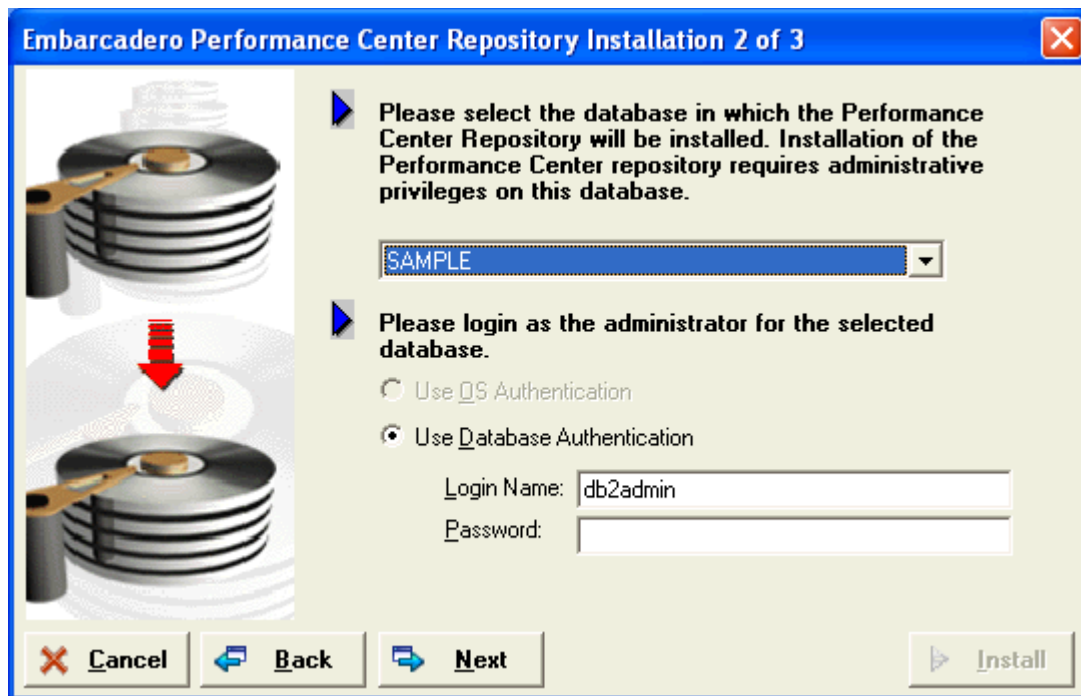 Embarcadero Performance Center Repository Installation 2 of 3
Please select the database in which the Performance
Center Repository will be installed. Installation of the
Performance Center repository requires administrative
privileges on this database.
SAMPLE
Please login as the administrator for the selected
database.
Use OS Authentication
Use Database Authentication
Login Name: db2admin
Password:
Cancel Back Next Install